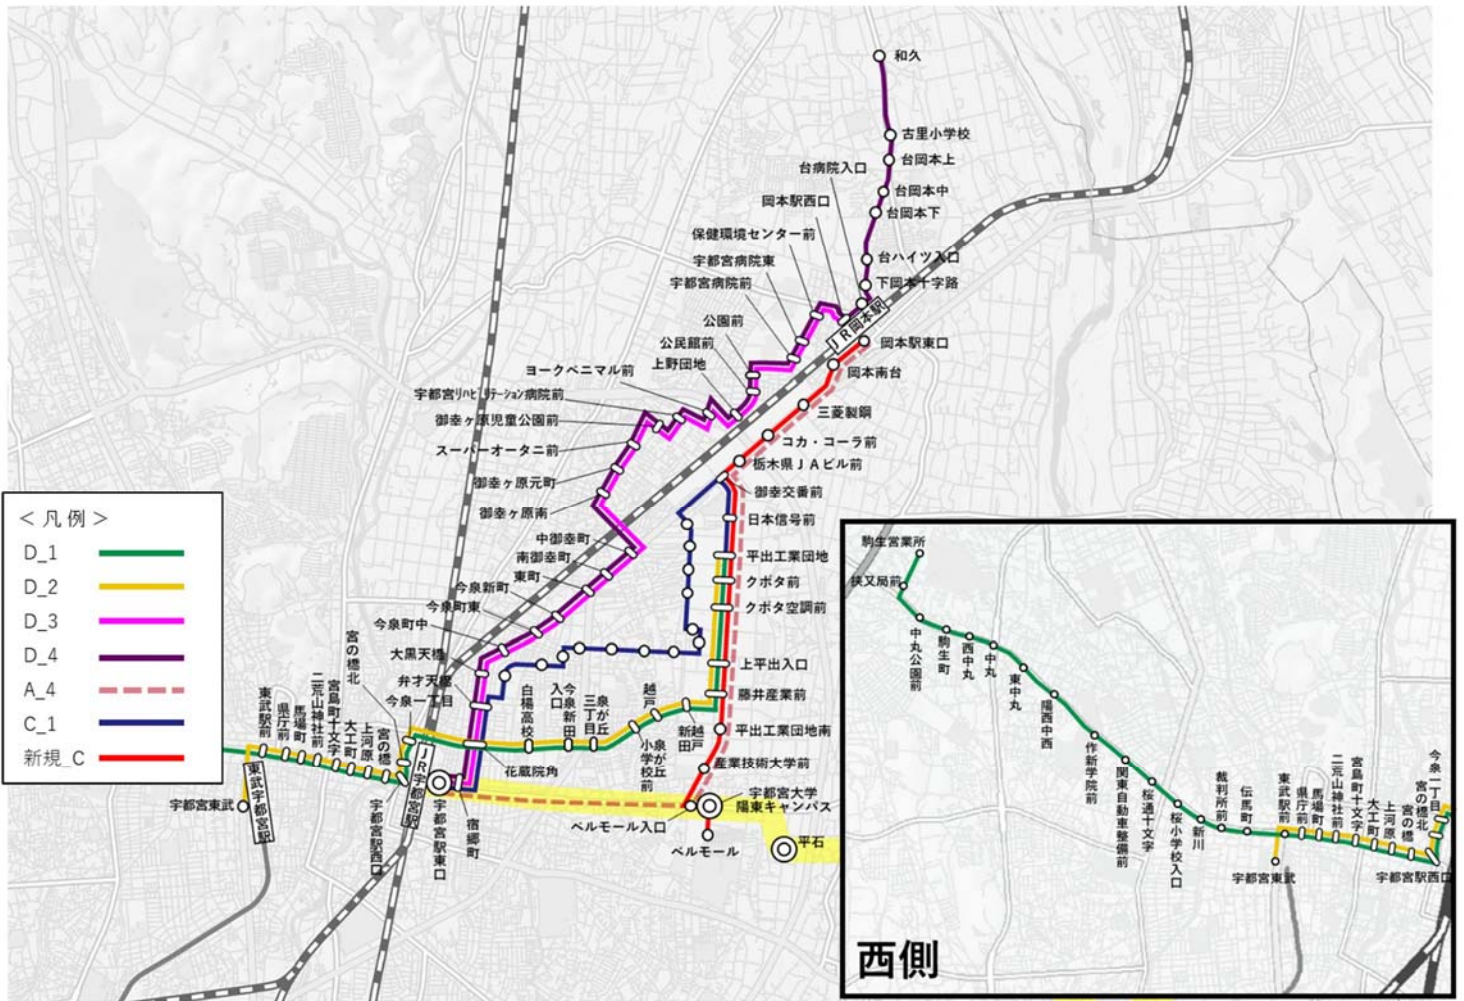 和久
古里小学校
台岡本上
台病院入口
台岡本中
岡本駅西口
台岡本下
保健環境センター前
台ハイツ入口
宇都宮病院東
下岡本十字路
宇都宮病院前
JR岡本駅
公園前
岡本駅東口
公民館前
上野団地
岡本南台
ヨークベニマル前
宇都宮リハビリテーション病院前
三菱製鋼
御幸ヶ原児童公園前
コカ・コーラ前
スーパーオータニ前
栃木県JAビル前
御幸ヶ原元町
御幸交番前
御幸ヶ原南
日本信号前
中御幸町
南御幸町
平出工業団地
東町
クボタ前
今泉新町
今泉町東
クボタ空調前
今泉町中
大黒天橋
上平出入口
弁才天橋
藤井産業前
今泉一丁目
平出工業団地南
産業技術大学前
宇都宮大学
陽東キャンパス
ベルモール入口
ベルモール
平石
<凡例>
D_1
D_2
D_3
D_4
A_4
C_1
新規_C
宮の橋北
東武駅前
県庁前
馬場町
二荒山神社前
宮島町十文字
大工町
上河原
宮の橋
白楊高校
今泉新田
入口
泉が丘
三丁目
越戸
越戸
新田
泉が丘
小学校前
花蔵院角
宇都宮東武
東武宇都宮駅
宇都宮駅西口
JR宇都宮駅
宇都宮駅東口
宿郷町
駒生営業所
挟又局前
中丸公園前
駒生町
西中丸
中丸
東中丸
陽西中西
作新学院前
関東自動車整備前
桜通十文字
桜小学校入口
新川
裁判所前
伝馬町
東武駅前
県庁前
馬場町
二荒山神社前
宮島町十文字
大工町
上河原
宮の橋
宮の橋北
今泉一丁目
宇都宮東武
宇都宮駅西口
西側